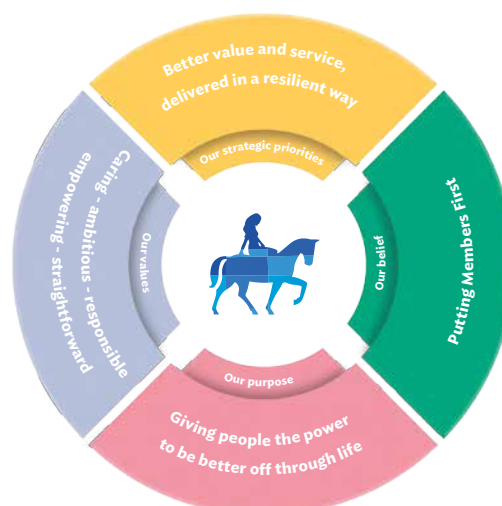 Better value and service,
delivered in a resilient way
Our strategic priorities
Putting Members First
Our belief
Our purpose
Giving people the power
to be better off through life
Caring - ambitious - responsible
empowering - straightforward
Our values